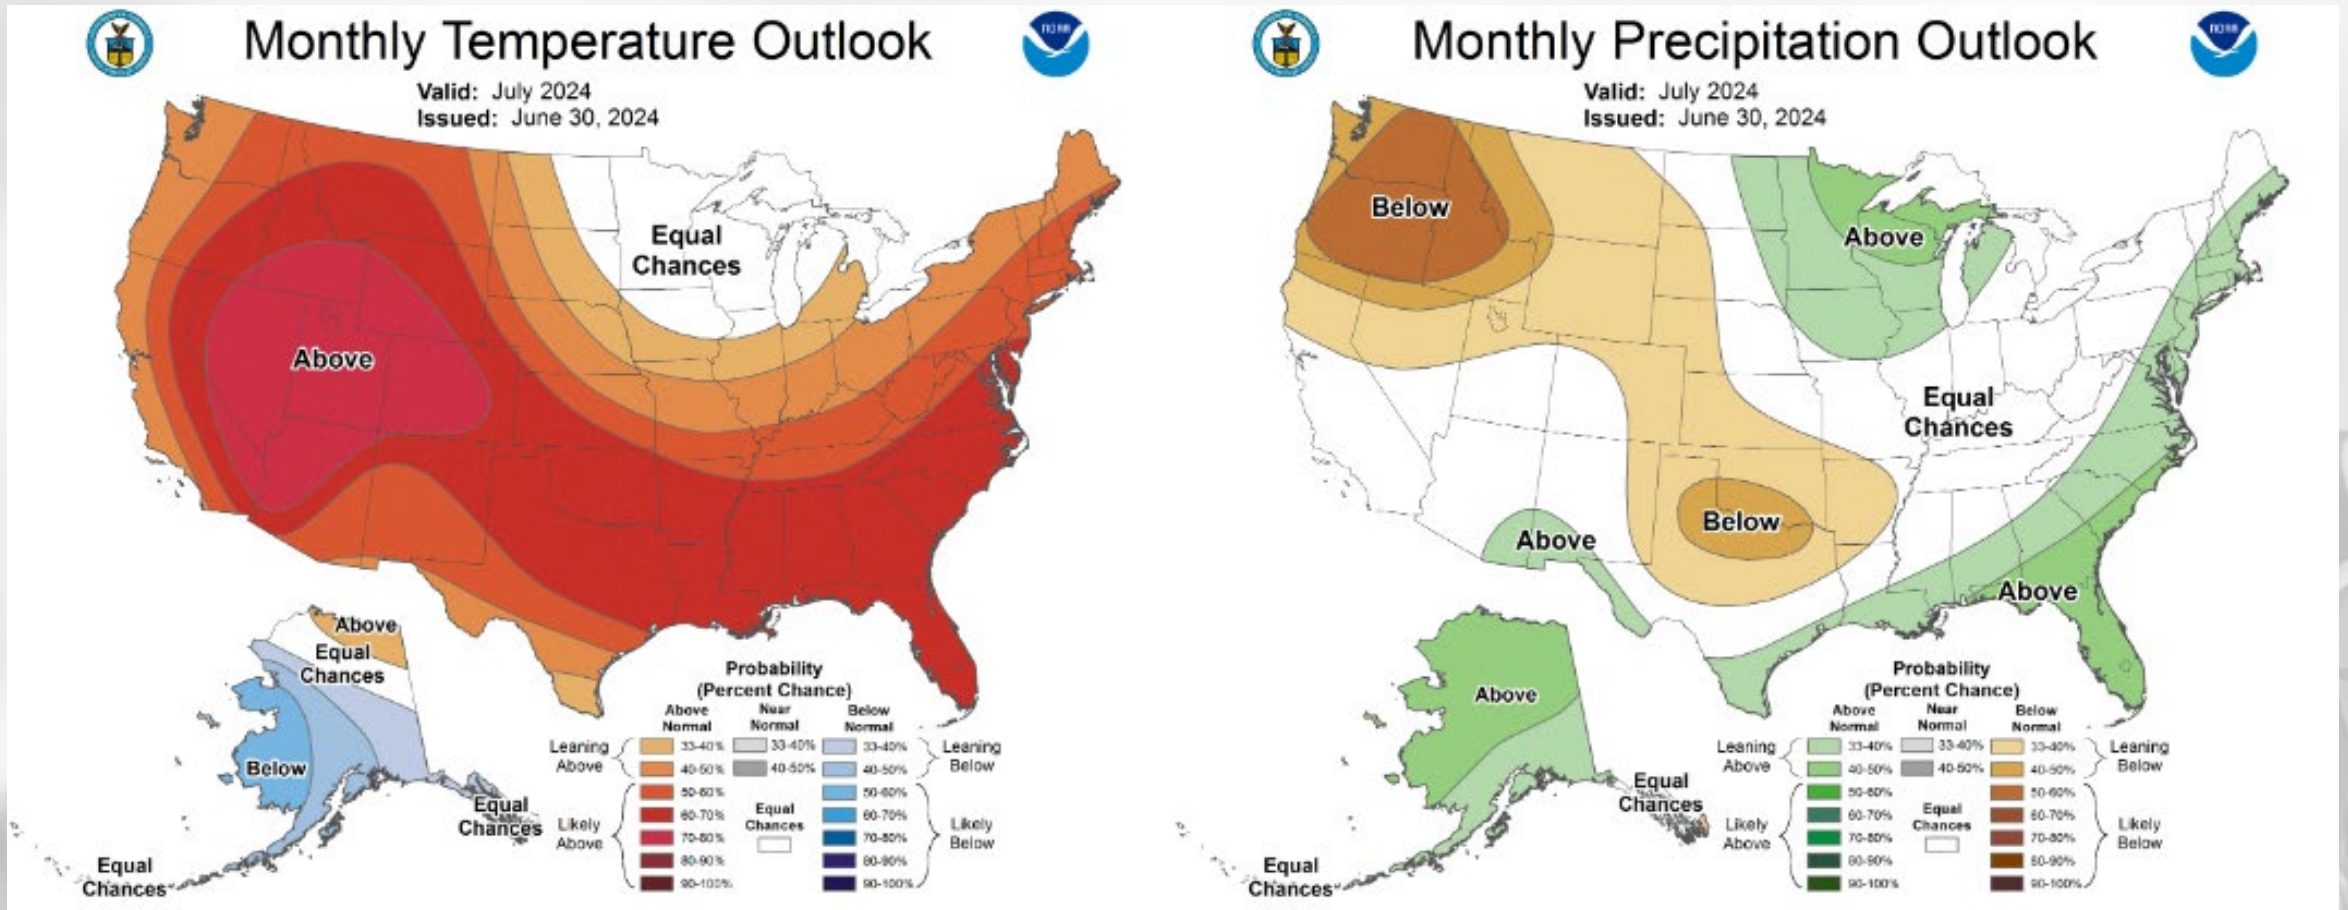 Monthly Temperature Outlook
noaa
Valid: July 2024
Issued: June 30, 2024
Equal
Chances
Above
Above
Equal
Chances
Below
Equal
Chances
Equal
Chances
Probability
(Percent Chance)
Above
Normal
Near
Normal
Below
Normal
Leaning
Above
33-40% 33-40% 33-40%
40-50% 40-50% 40-50%
Leaning
Below
Likely
Above
50-60% 50-60%
60-70% 60-70%
70-80% 70-80%
80-90% 80-90%
90-100% 90-100%
Equal
Chances
Likely
Below
Monthly Precipitation Outlook
noaa
Valid: July 2024
Issued: June 30, 2024
Below
Above
Equal
Chances
Below
Above
Above
Above
Equal
Chances
Equal
Chances
Probability
(Percent Chance)
Above
Normal
Near
Normal
Below
Normal
Leaning
Above
33-40% 33-40% 33-40%
40-50% 40-50% 40-50%
Leaning
Below
Likely
Above
50-60% 50-60%
60-70% 60-70%
70-80% 70-80%
80-90% 80-90%
90-100% 90-100%
Equal
Chances
Likely
Below